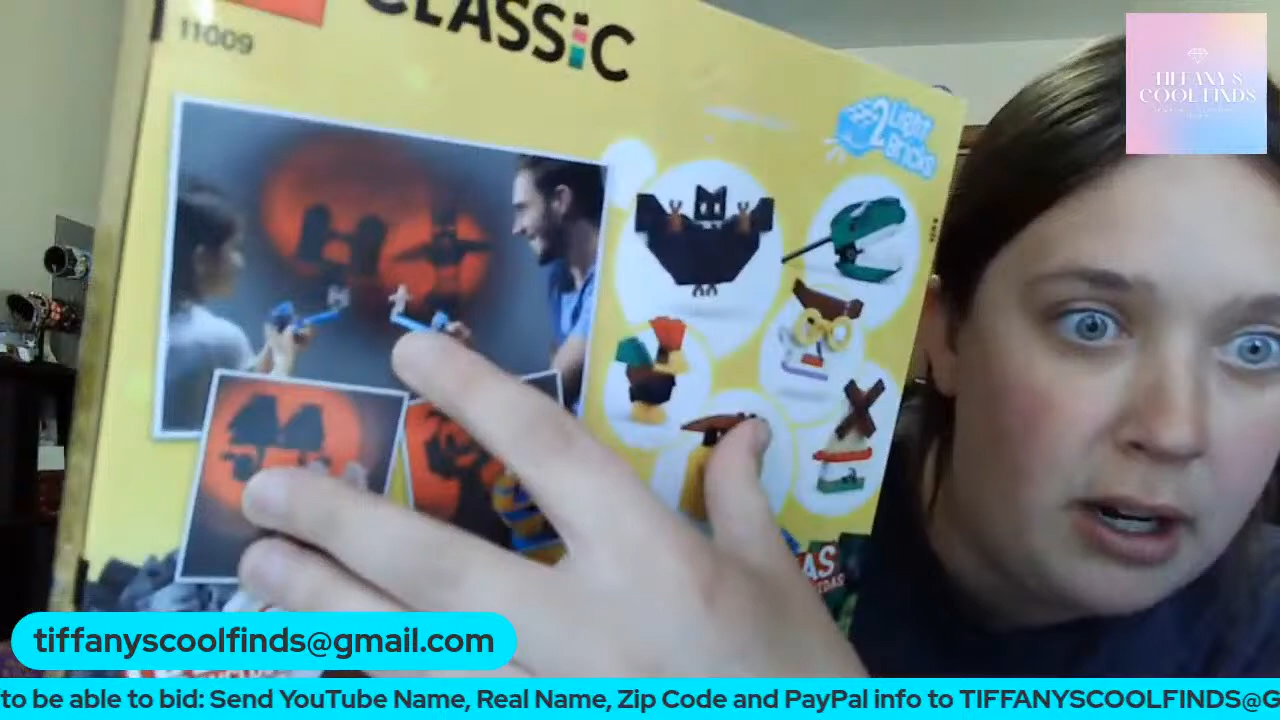 CLASSiC
11009
2 Light
Bricks
TIFFANY'S
COOL FINDS
AS
tiffanyscoolfinds@gmail.com
to be able to bid: Send YouTube Name, Real Name, Zip Code and PayPal info to TIFFANYSCOOLFINDS@G